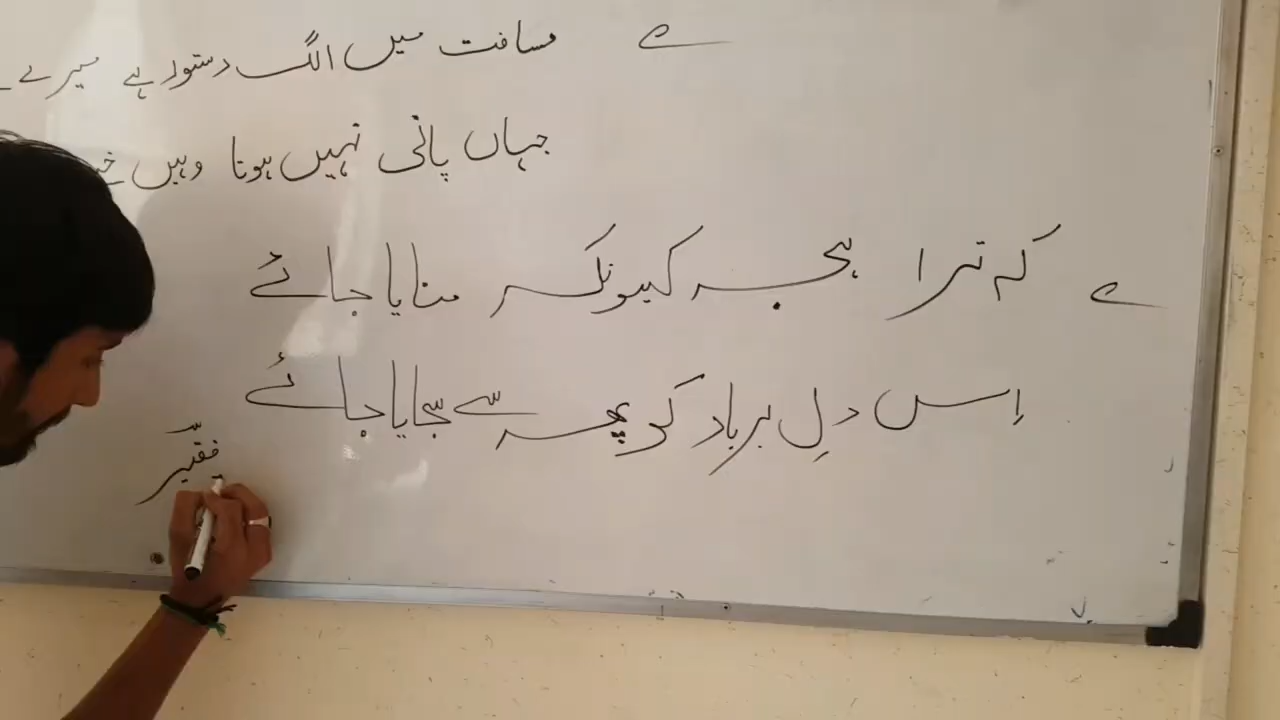 مسافت میں الگ دستور ہے میرے
جہاں پانی نہیں ہوتا وہیں
کہ ترا ہجر کیونکر منایا جائے
اِس دلِ برباد کو پھر سے سجایا جائے
فقیر